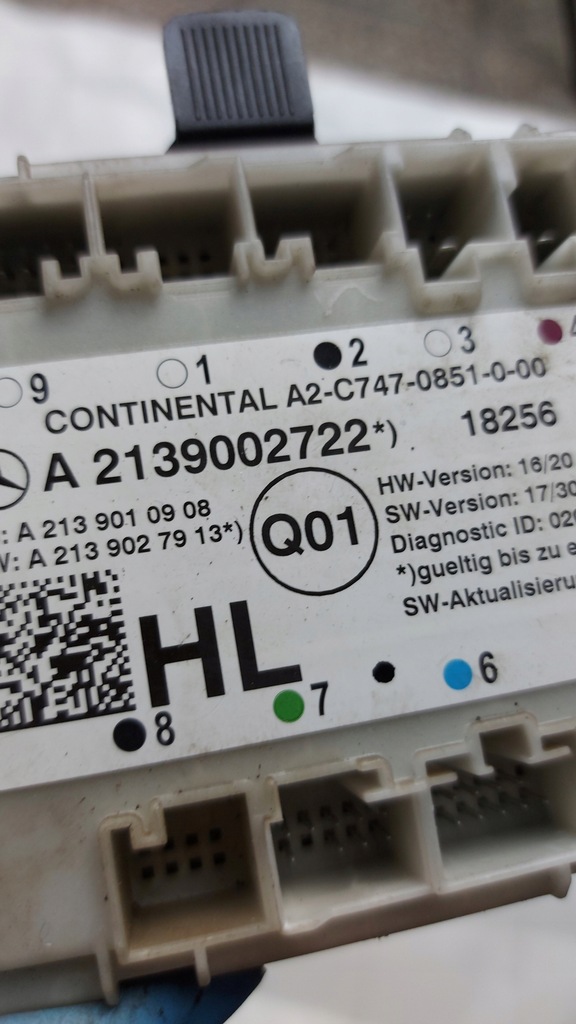 9 1 2 3 4
CONTINENTAL A2-C747-0851-0-00
A 2139002722*) 18256
: A 213 901 09 08
W: A 213 902 79 13*)
Q01
HW-Version: 16/20
SW-Version: 17/30
Diagnostic ID: 020
*)gueltig bis zu e
SW-Aktualisieru
HL
8 7 6